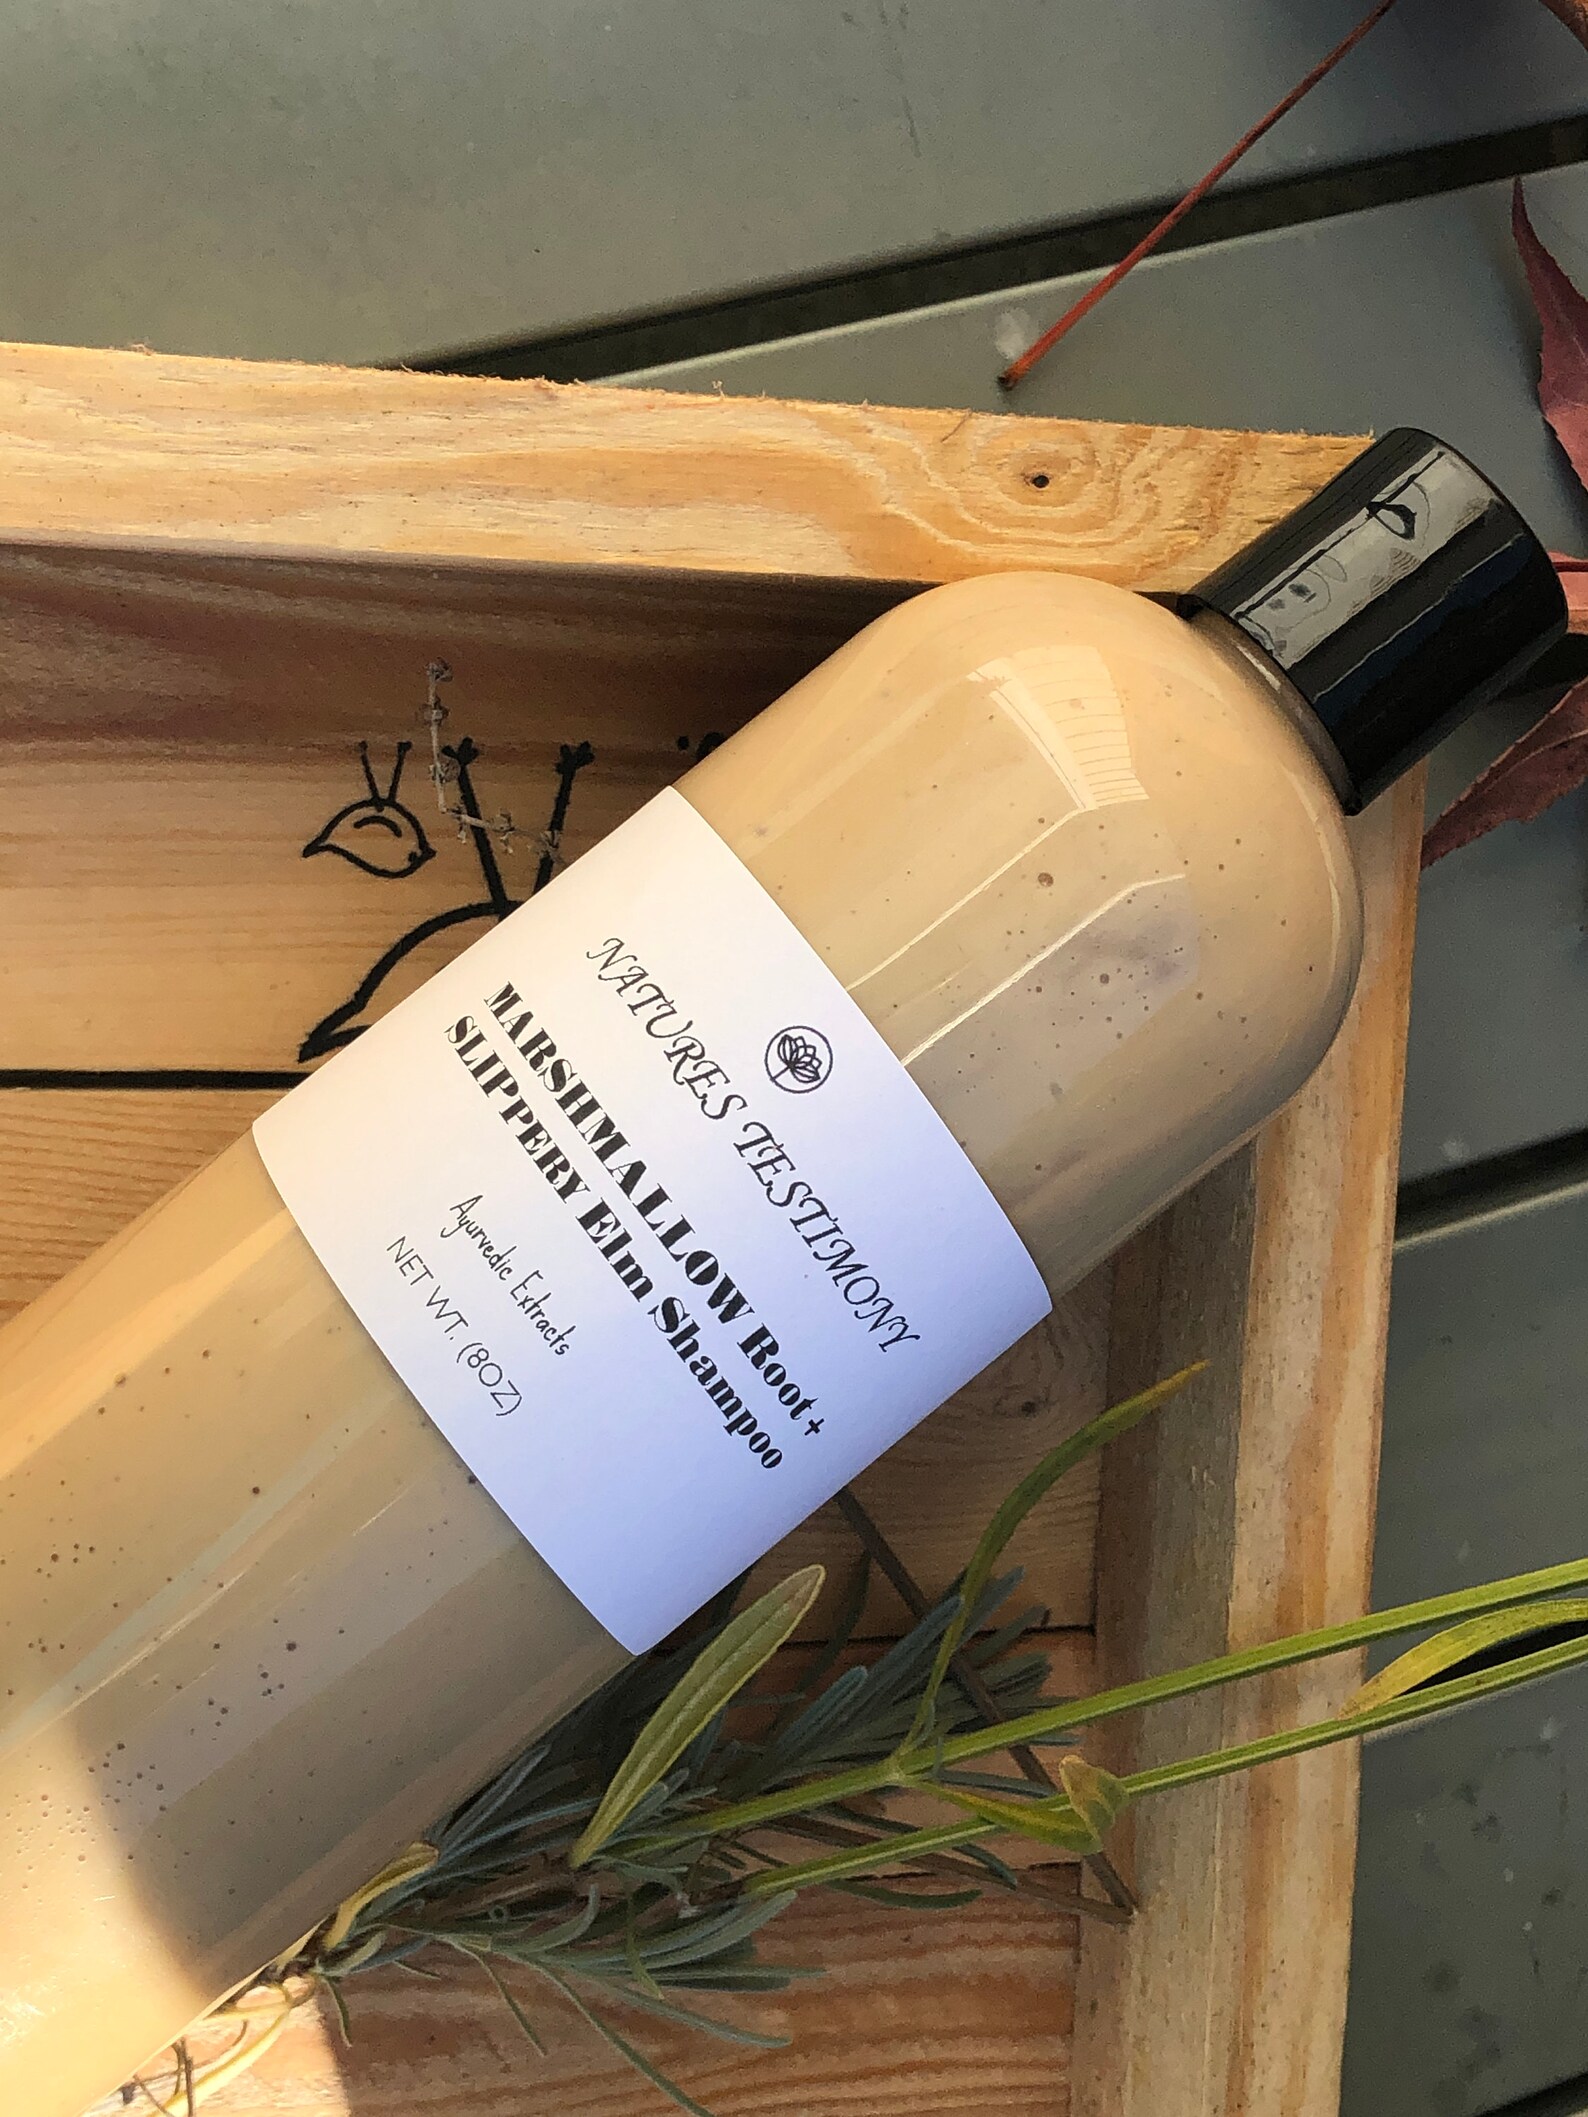 NATURES TESTIMONY
MARSHMALLOW Root+
SLIPPERY Elm Shampoo
Ayurvedic Extracts
NET WT. (8OZ)